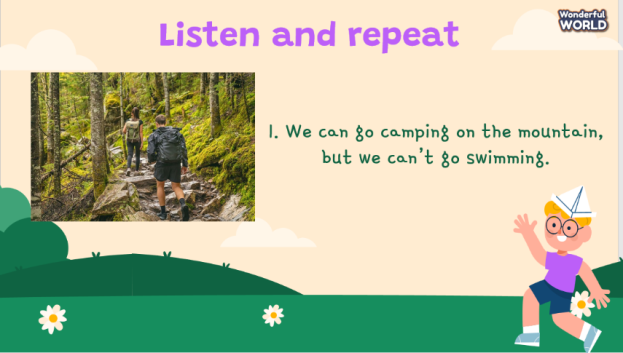 Wonderful
WORLD
Listen and repeat
1. We can go camping on the mountain,
but we can't go swimming.